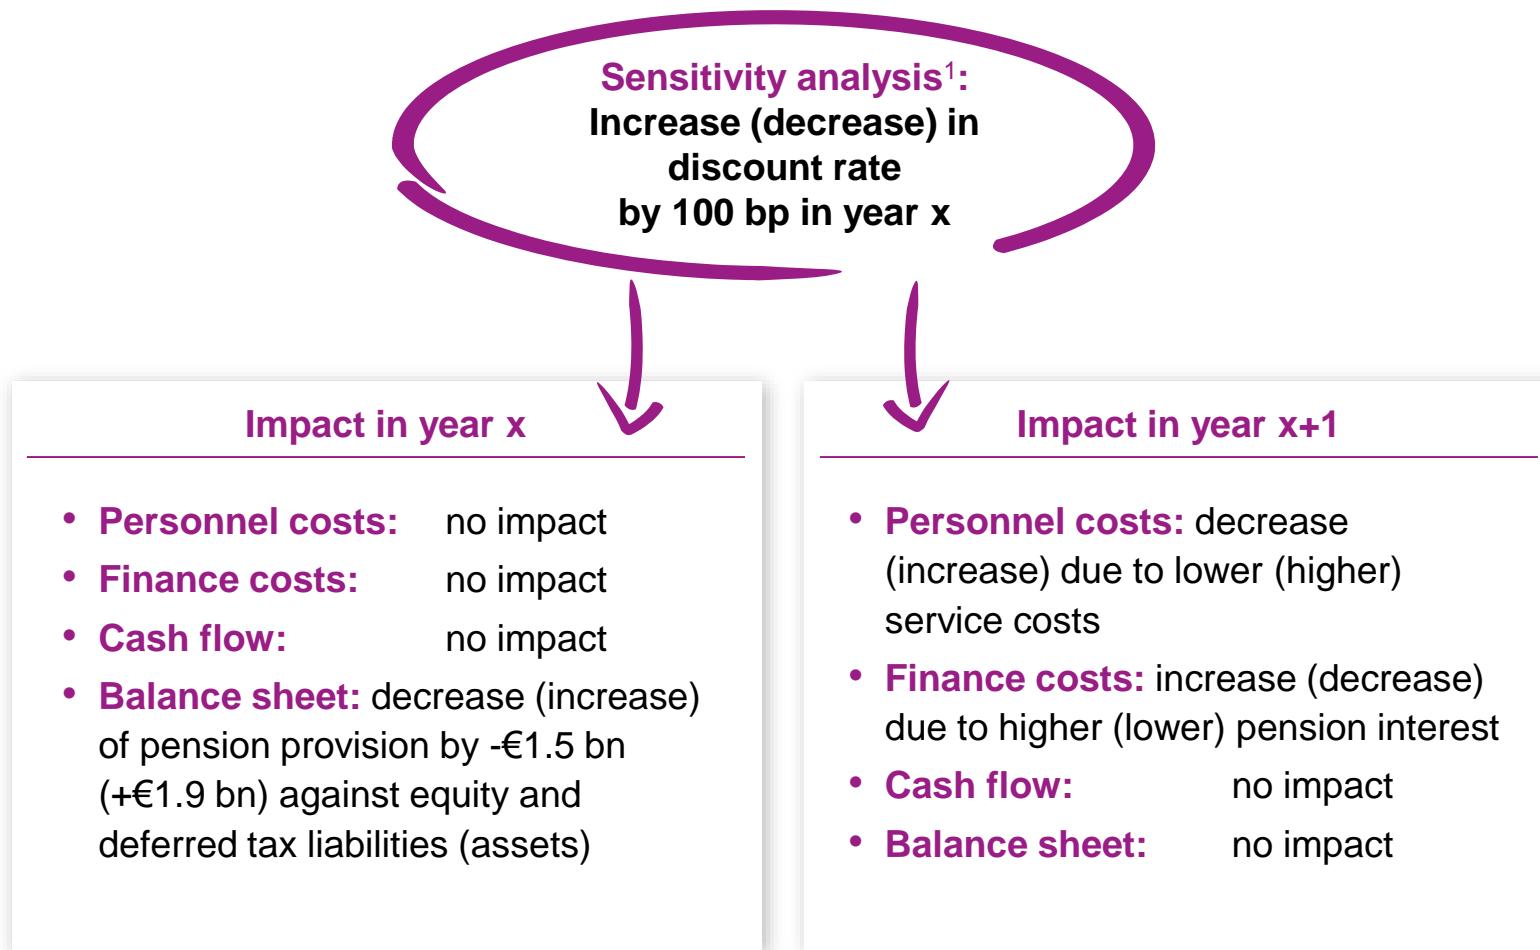 Sensitivity analysis¹:
Increase (decrease) in
discount rate
by 100 bp in year x
Impact in year x
• Personnel costs: no impact
• Finance costs: no impact
• Cash flow: no impact
• Balance sheet: decrease (increase)
of pension provision by -€1.5 bn
(+€1.9 bn) against equity and
deferred tax liabilities (assets)
Impact in year x+1
• Personnel costs: decrease
(increase) due to lower (higher)
service costs
• Finance costs: increase (decrease)
due to higher (lower) pension interest
• Cash flow: no impact
• Balance sheet: no impact